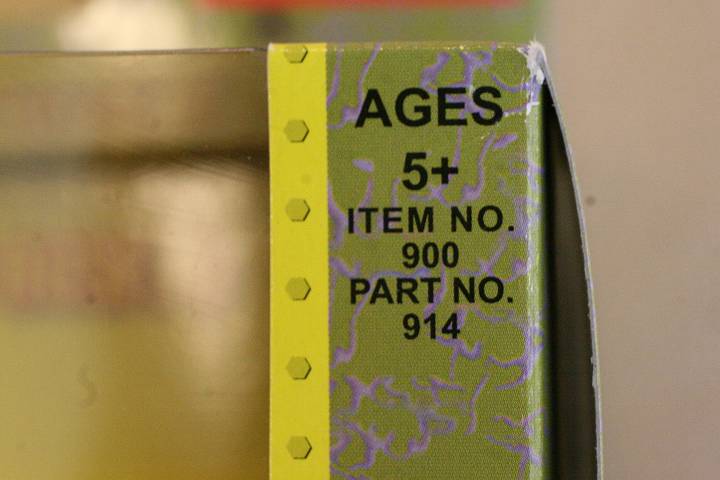 AGES
5+
ITEM NO.
900
PART NO.
914